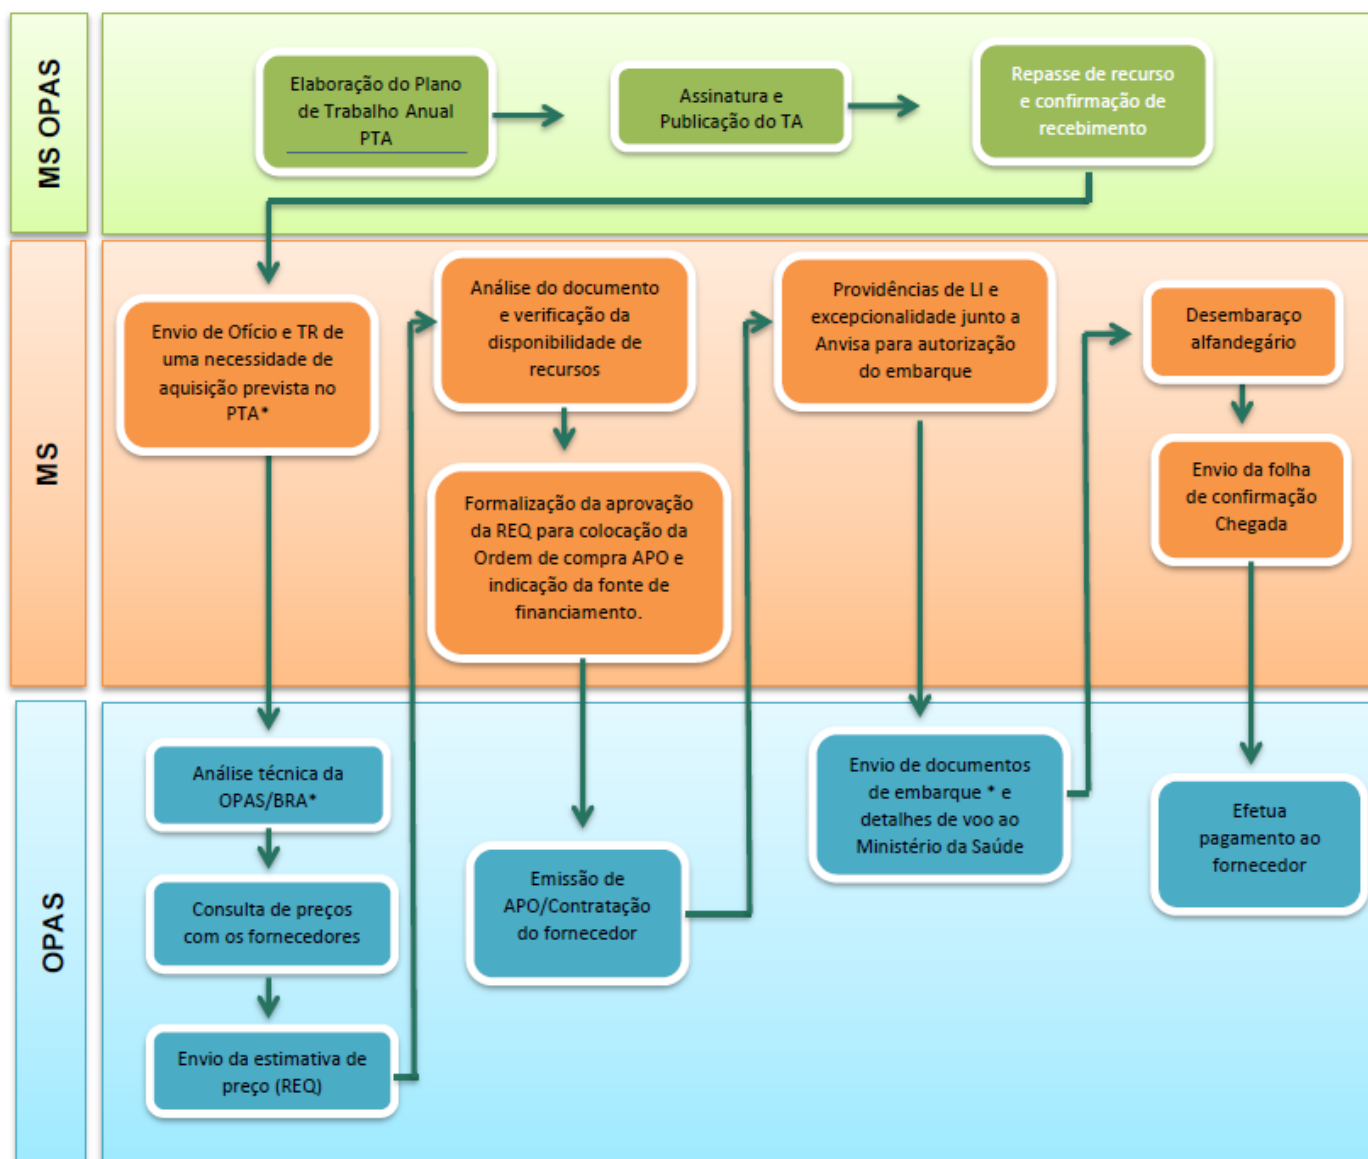 MS OPAS
Elaboração do Plano
de Trabalho Anual
PTA
Assinatura e
Publicação do TA
Repasse de recurso
e confirmação de
recebimento
MS
Envio de Ofício e TR de
uma necessidade de
aquisição prevista no
PTA*
Análise do documento
e verificação da
disponibilidade de
recursos
Formalização da aprovação
da REQ para colocação da
Ordem de compra APO e
indicação da fonte de
financiamento.
Providências de LI e
excepcionalidade junto a
Anvisa para autorização
do embarque
Desembaraço
alfandegário
Envio da folha
de confirmação
Chegada
OPAS
Análise técnica da
OPAS/BRA*
Consulta de preços
com os fornecedores
Envio da estimativa de
preço (REQ)
Emissão de
APO/Contratação
do fornecedor
Envio de documentos
de embarque * e
detalhes de voo ao
Ministério da Saúde
Efetua
pagamento ao
fornecedor